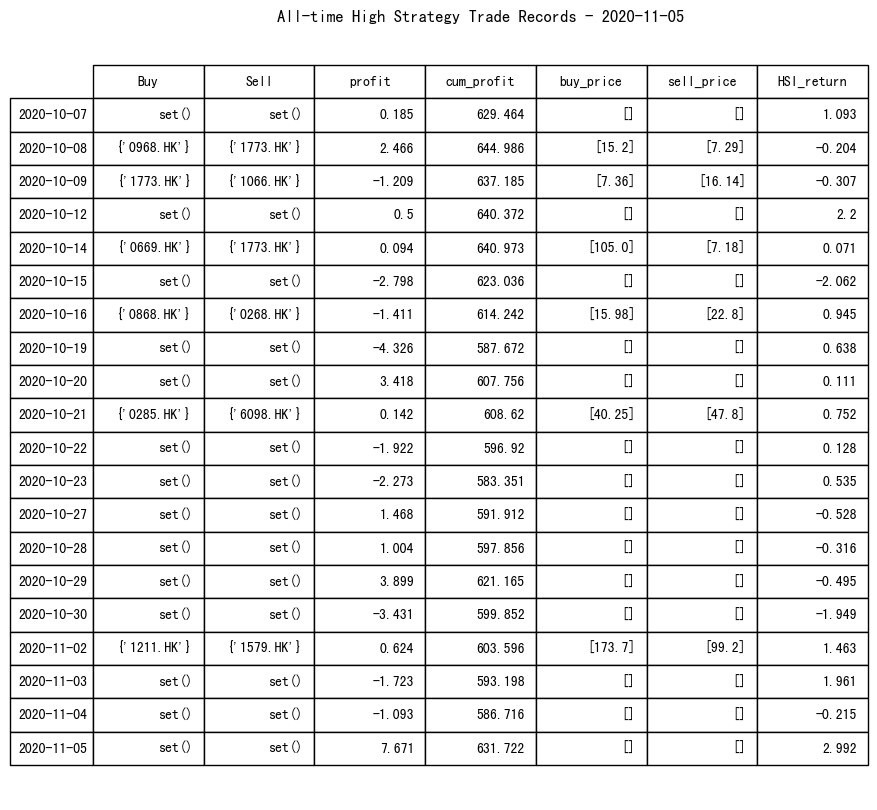 All-time High Strategy Trade Records - 2020-11-05
Buy Sell profit cum_profit buy_price sell_price HSI_return
2020-10-07 set() set() 0.185 629.464 [] [] 1.093
2020-10-08 {'0968.HK'} {'1773.HK'} 2.466 644.986 [15.2] [7.29] -0.204
2020-10-09 {'1773.HK'} {'1066.HK'} -1.209 637.185 [7.36] [16.14] -0.307
2020-10-12 set() set() 0.5 640.372 [] [] 2.2
2020-10-14 {'0669.HK'} {'1773.HK'} 0.094 640.973 [105.0] [7.18] 0.071
2020-10-15 set() set() -2.798 623.036 [] [] -2.062
2020-10-16 {'0868.HK'} {'0268.HK'} -1.411 614.242 [15.98] [22.8] 0.945
2020-10-19 set() set() -4.326 587.672 [] [] 0.638
2020-10-20 set() set() 3.418 607.756 [] [] 0.111
2020-10-21 {'0285.HK'} {'6098.HK'} 0.142 608.62 [40.25] [47.8] 0.752
2020-10-22 set() set() -1.922 596.92 [] [] 0.128
2020-10-23 set() set() -2.273 583.351 [] [] 0.535
2020-10-27 set() set() 1.468 591.912 [] [] -0.528
2020-10-28 set() set() 1.004 597.856 [] [] -0.316
2020-10-29 set() set() 3.899 621.165 [] [] -0.495
2020-10-30 set() set() -3.431 599.852 [] [] -1.949
2020-11-02 {'1211.HK'} {'1579.HK'} 0.624 603.596 [173.7] [99.2] 1.463
2020-11-03 set() set() -1.723 593.198 [] [] 1.961
2020-11-04 set() set() -1.093 586.716 [] [] -0.215
2020-11-05 set() set() 7.671 631.722 [] [] 2.992